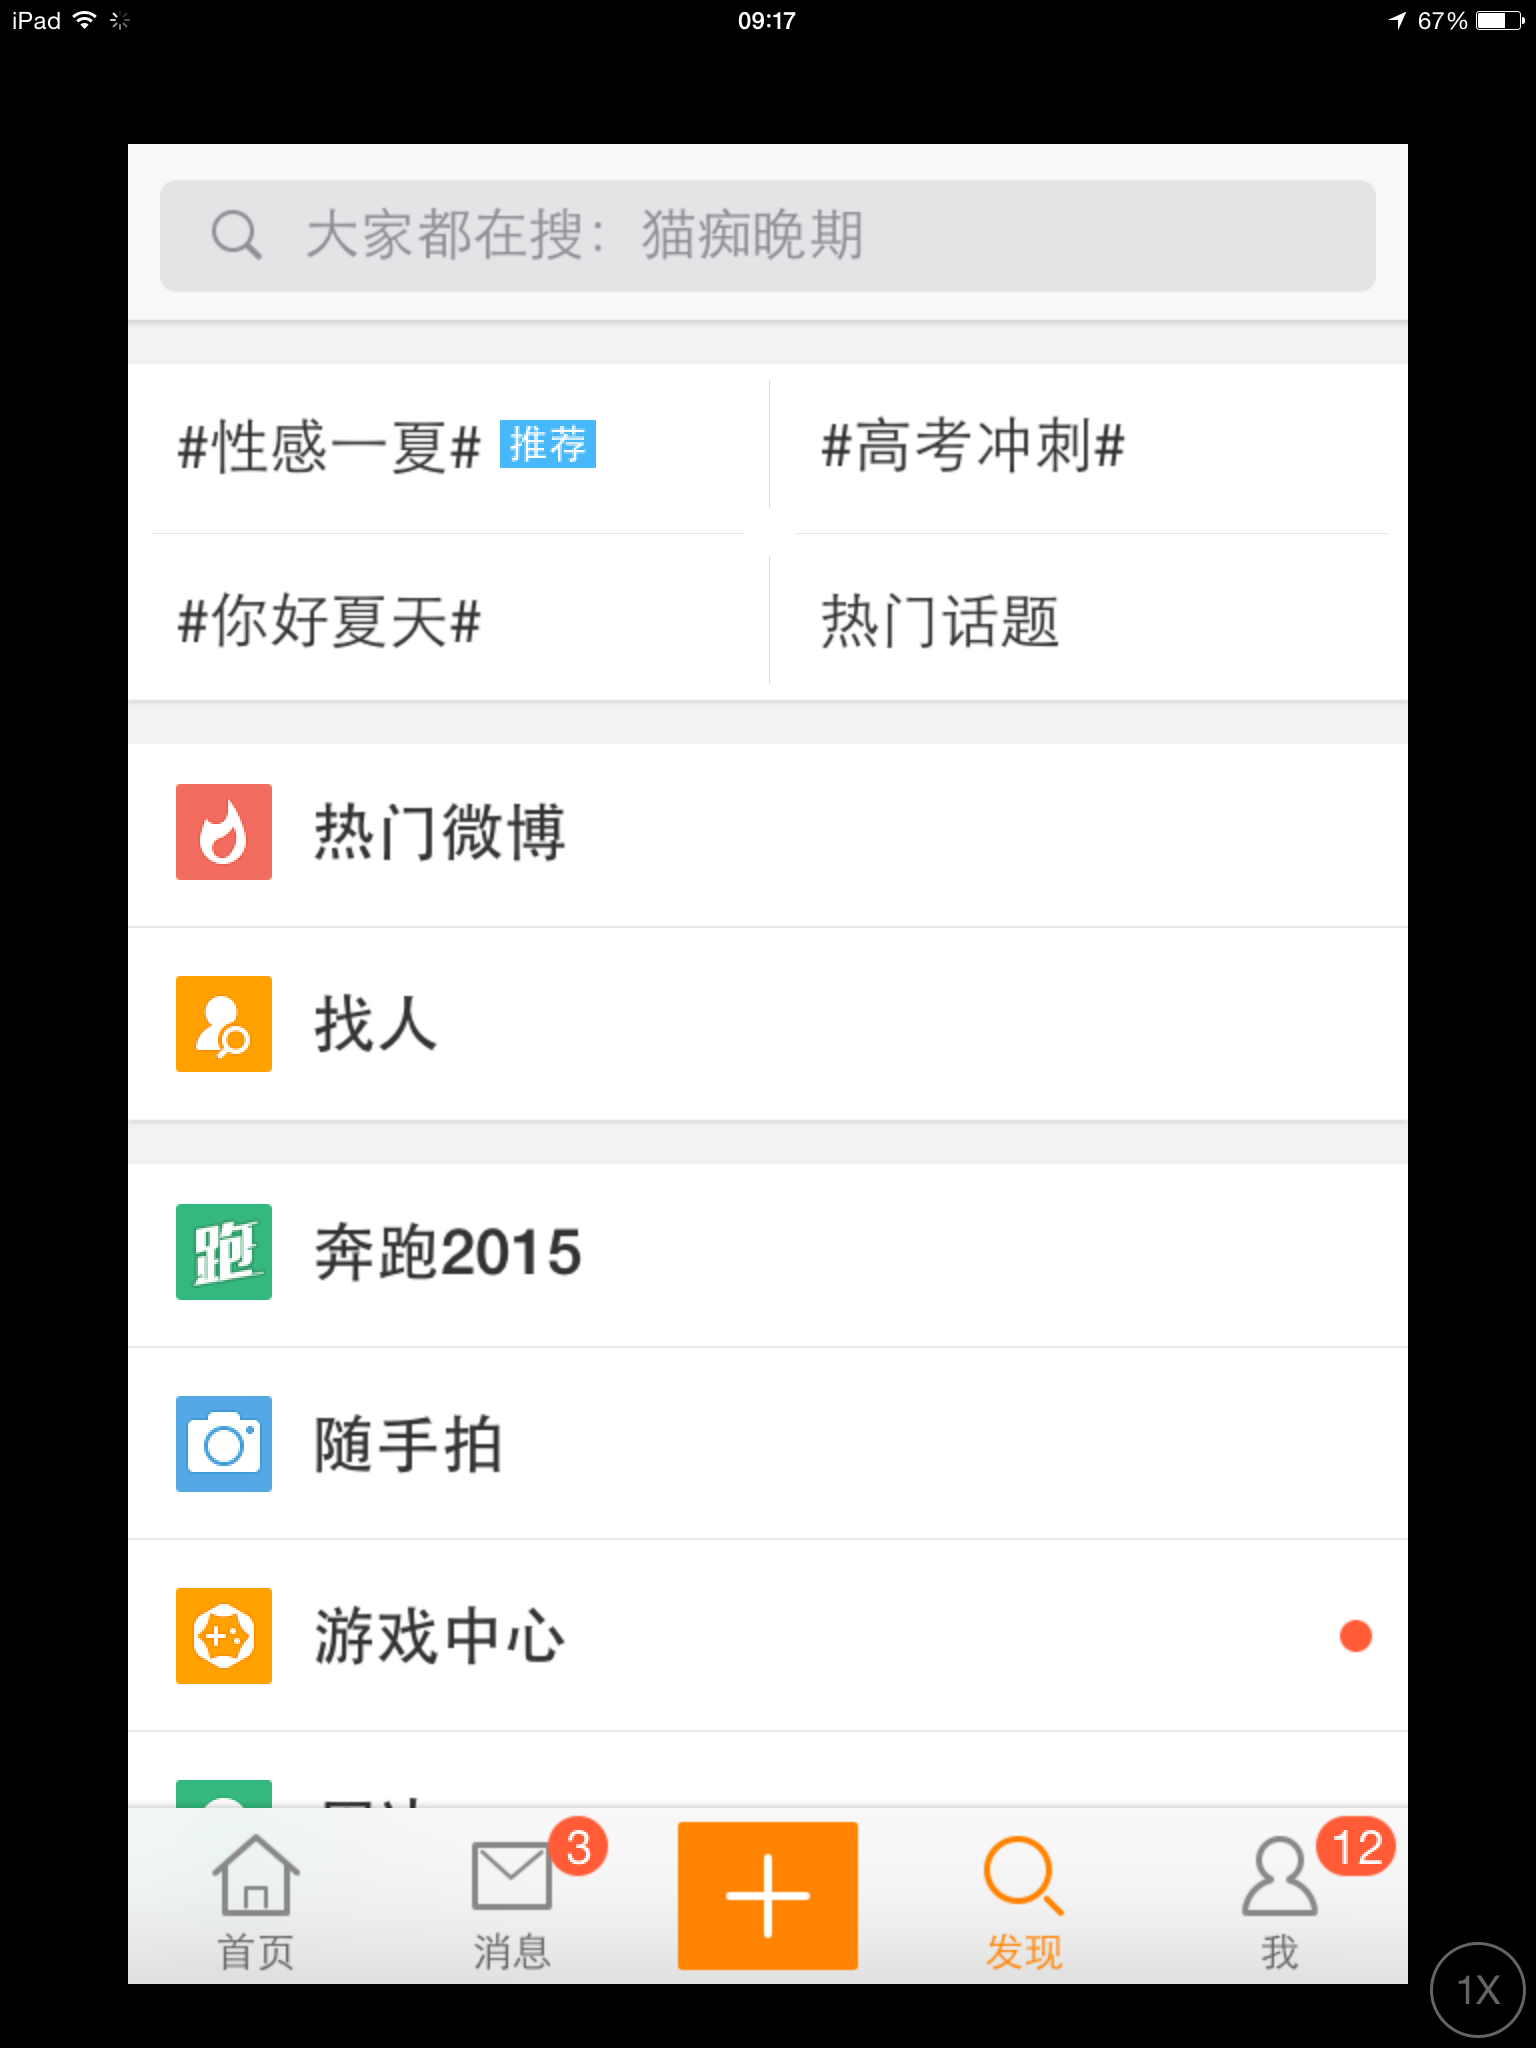 iPad 09:17 67%
大家都在搜：猫痴晚期
#性感一夏# 推荐 #高考冲刺#
#你好夏天# 热门话题
热门微博
找人
跑 奔跑2015
随手拍
游戏中心
3 12
首页 消息 发现 我
1X